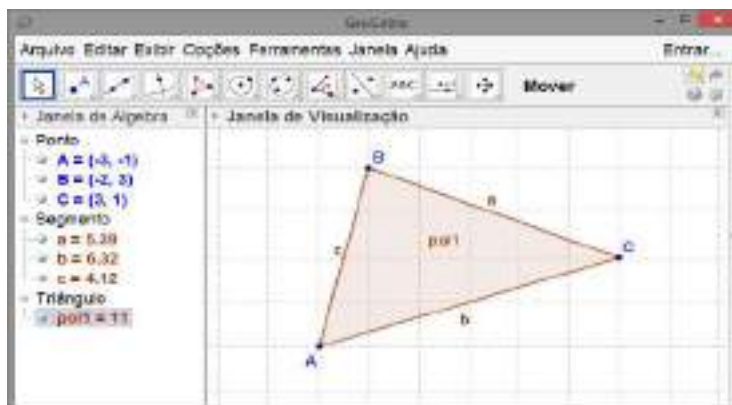 GeoGebra
Arquivo Editar Exibir Opções Ferramentas Janela Ajuda Entrar...
ABC Mover
Janela de Álgebra
Janela de Visualização
Ponto
A = (-3, -1)
B = (-2, 3)
C = (3, 1)
Segmento
a = 5.39
b = 6.32
c = 4.12
Triângulo
pol1 = 11
B
a
C
c
pol1
b
A